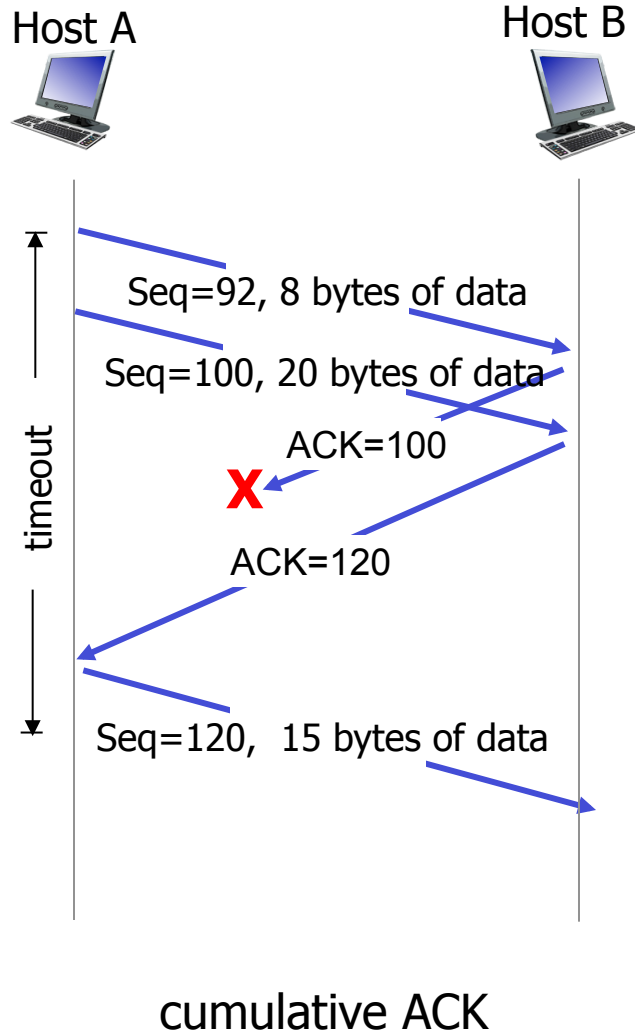 Host A
Host B
Seq=92, 8 bytes of data
Seq=100, 20 bytes of data
ACK=100
X
timeout
ACK=120
Seq=120, 15 bytes of data
cumulative ACK